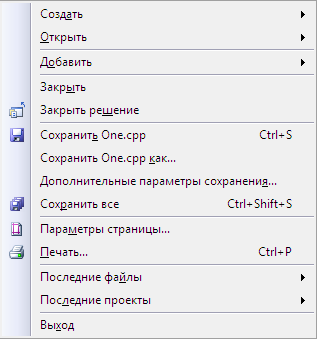 Создать
Открыть
Добавить
Закрыть
Закрыть решение
Сохранить One.cpp Ctrl+S
Сохранить One.cpp как...
Дополнительные параметры сохранения...
Сохранить все Ctrl+Shift+S
Параметры страницы...
Печать... Ctrl+P
Последние файлы
Последние проекты
Выход